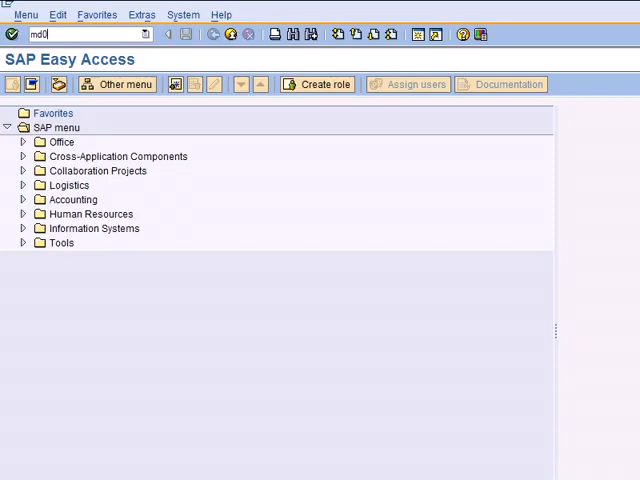 Menu Edit Favorites Extras System Help
md0
SAP Easy Access
Other menu Create role Assign users Documentation
Favorites
SAP menu
Office
Cross-Application Components
Collaboration Projects
Logistics
Accounting
Human Resources
Information Systems
Tools